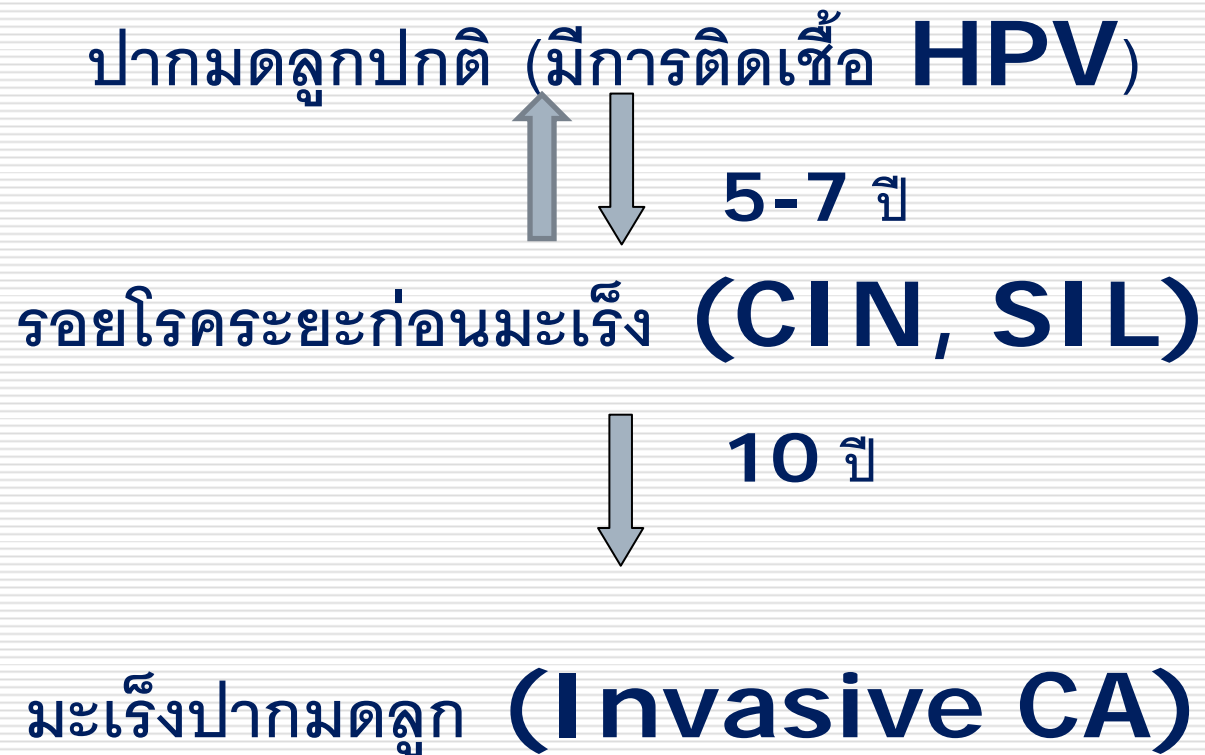 ปากมดลูกปกติ (มีการติดเชื้อ HPV)
5-7 ปี
รอยโรคระยะก่อนมะเร็ง (CIN, SIL)
10 ปี
มะเร็งปากมดลูก (Invasive CA)